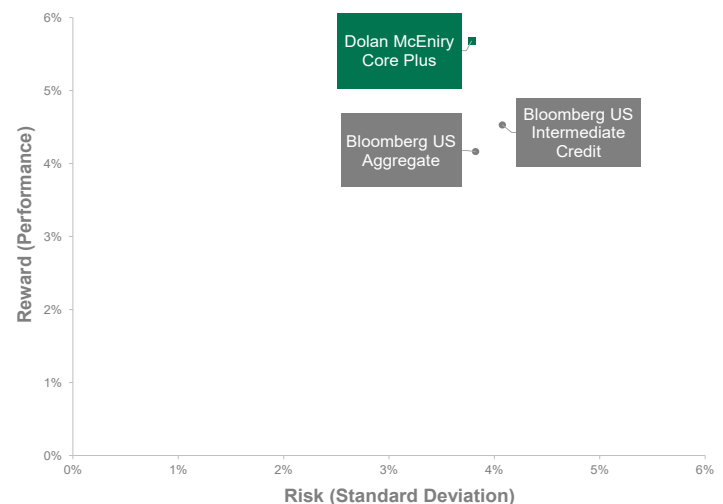 6%
5%
4%
3%
2%
1%
0%
Reward (Performance)
Dolan McEniry
Core Plus
Bloomberg US
Aggregate
Bloomberg US
Intermediate
Credit
0%
1%
2%
3%
4%
5%
6%
Risk (Standard Deviation)